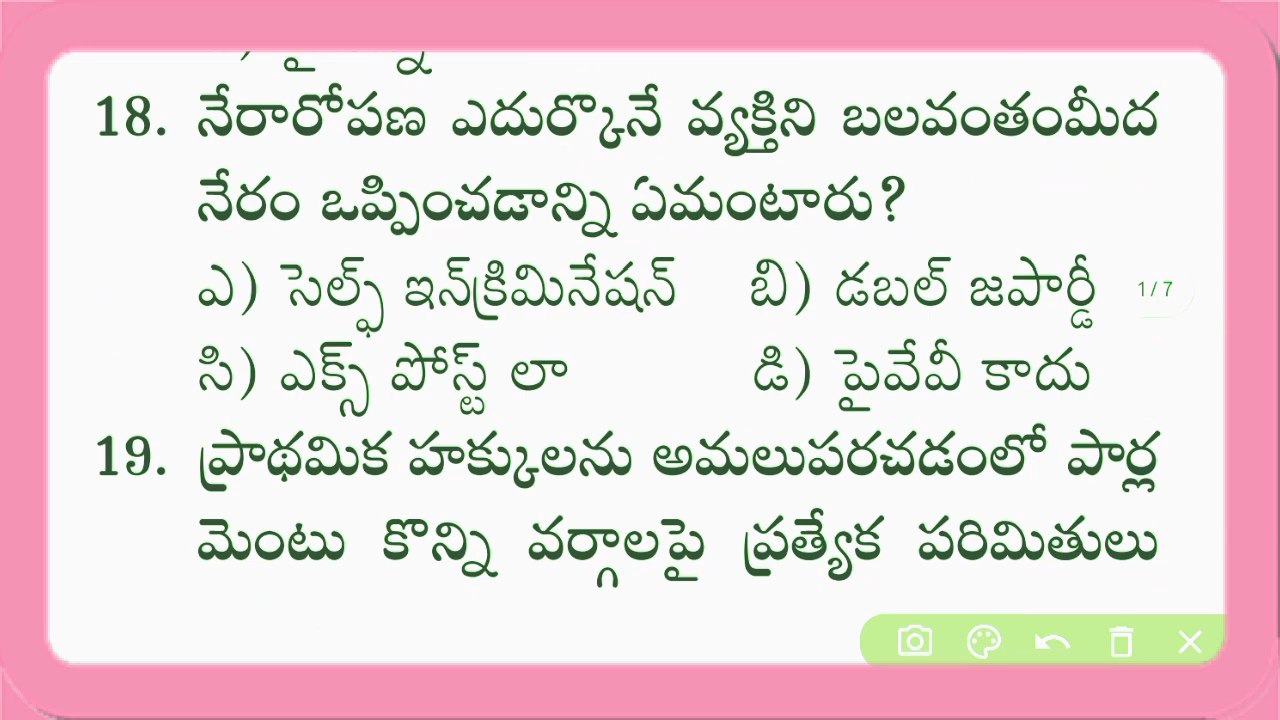 18. నేరారోపణ ఎదుర్కొనే వ్యక్తిని బలవంతంమీద
నేరం ఒప్పించడాన్ని ఏమంటారు?
ఎ) సెల్ఫ్ ఇన్‌క్రిమినేషన్ బి) డబల్ జపార్డీ
1 / 7
సి) ఎక్స్ పోస్ట్ లా డి) పైవేవీ కాదు
19. ప్రాథమిక హక్కులను అమలుపరచడంలో పార్ల
మెంటు కొన్ని వర్గాలపై ప్రత్యేక పరిమితులు